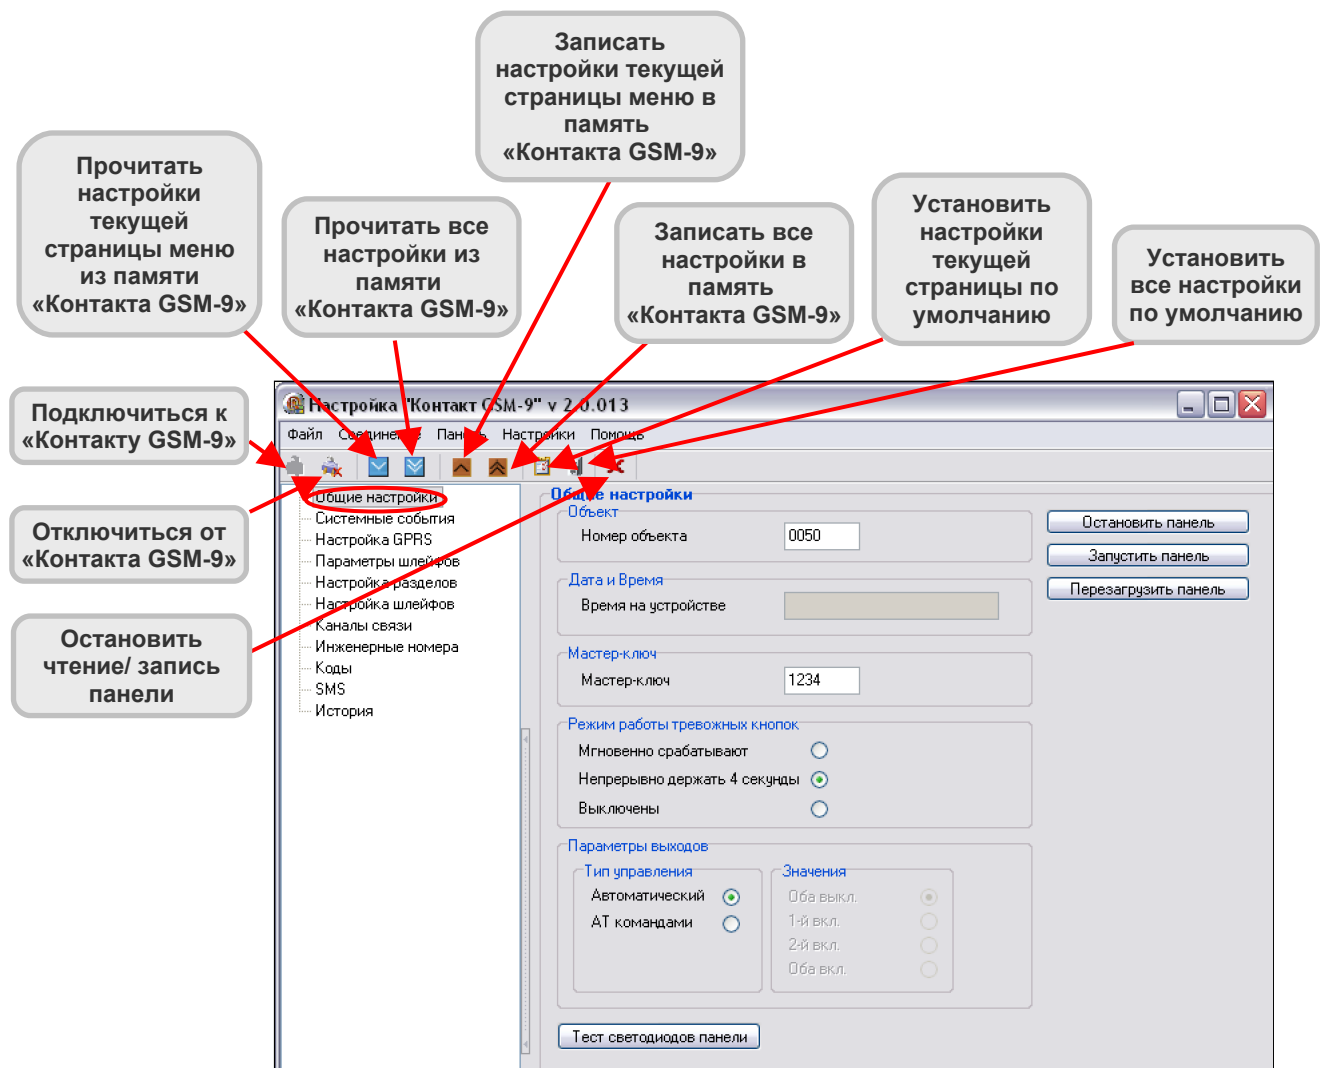 Записать
настройки текущей
страницы меню в
память
«Контакта GSM-9»
Прочитать
настройки
текущей
страницы меню
из памяти
«Контакта GSM-9»
Прочитать все
настройки из
памяти
«Контакта GSM-9»
Записать все
настройки в
память
«Контакта GSM-9»
Установить
настройки
текущей
страницы по
умолчанию
Установить
все настройки
по умолчанию
Подключиться к
«Контакту GSM-9»
Отключиться от
«Контакта GSM-9»
Остановить
чтение/ запись
панели
Настройка "Контакт GSM-9" v 2.0.013
Файл Соединение Панель Настройки Помощь
Общие настройки
Системные события
Настройка GPRS
Параметры шлейфов
Настройка разделов
Настройка шлейфов
Каналы связи
Инженерные номера
Коды
SMS
История
Общие настройки
Объект
Номер объекта 0050
Дата и Время
Время на устройстве
Мастер-ключ
Мастер-ключ 1234
Режим работы тревожных кнопок
Мгновенно срабатывают
Непрерывно держать 4 секунды
Выключены
Параметры выходов
Тип управления
Автоматический
АТ командами
Значения
Оба выкл.
1-й вкл.
2-й вкл.
Оба вкл.
Тест светодиодов панели
Остановить панель
Запустить панель
Перезагрузить панель